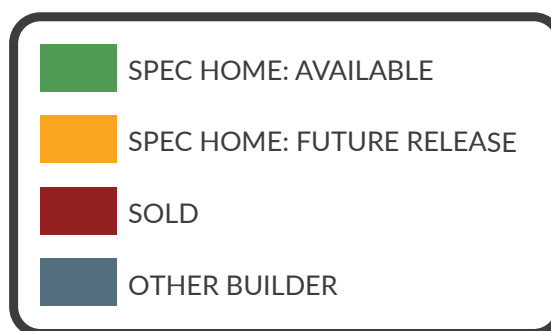 SPEC HOME: AVAILABLE
SPEC HOME: FUTURE RELEASE
SOLD
OTHER BUILDER